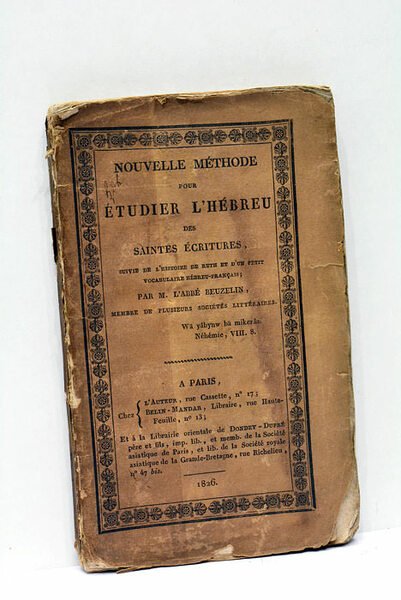 NOUVELLE MÉTHODE
POUR
ÉTUDIER L'HÉBREU
DES
SAINTES ÉCRITURES,
SUIVIE DE L'HISTOIRE DE RUTH ET D'UN PETIT
VOCABULAIRE HÉBREU-FRANÇAIS;
PAR M. L'ABBÉ BEUZELIN,
MEMBRE DE PLUSIEURS SOCIÉTÉS LITTÉRAIRES.
Wa yâbynw bà mikerâa.
Néhémie, VIII. 8.
A PARIS,
Chez { L'AUTEUR, rue Cassette, n° 17;
BELIN-MANDAR, Libraire, rue Haute-
Feuille, n° 13;
Et à la Librairie orientale de DONDEY-DUPRÉ
père et fils, imp. lib., et memb. de la Société
asiatique de Paris, et lib. de la Société royale
asiatique de la Grande-Bretagne, rue Richelieu,
n° 47 bis.
1826.